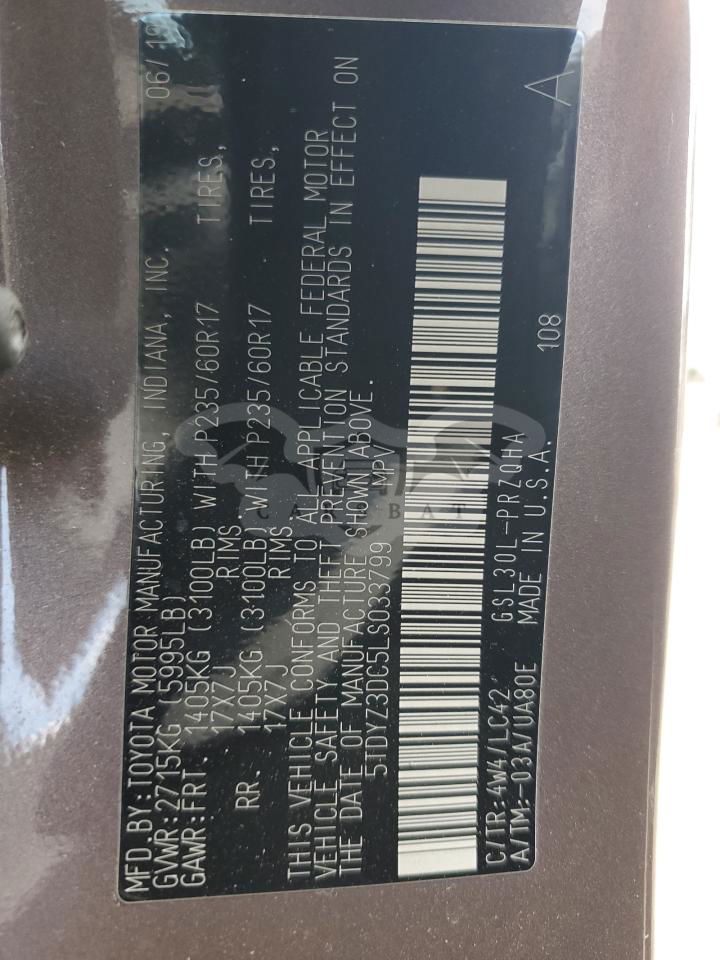 MFD.BY:TOYOTA MOTOR MANUFACTURING, INDIANA, INC. 06/19
GVWR:2715KG( 5995LB)
GAWR:FRT. 1405KG (3100LB) WITH P235/60R17 TIRES,
17X7J RIMS
RR. 1405KG (3100LB) WITH P235/60R17 TIRES,
17X7J RIMS.
THIS VEHICLE CONFORMS TO ALL APPLICABLE FEDERAL MOTOR
VEHICLE SAFETY AND THEFT PREVENTION STANDARDS IN EFFECT ON
THE DATE OF MANUFACTURE SHOWN ABOVE.
5TDYZ3DC5LS033799 MPV
C/TR:4W4/LC42 GSL30L-PRZQHA 108
A/TM:-03A/UA80E MADE IN U.S.A.
A